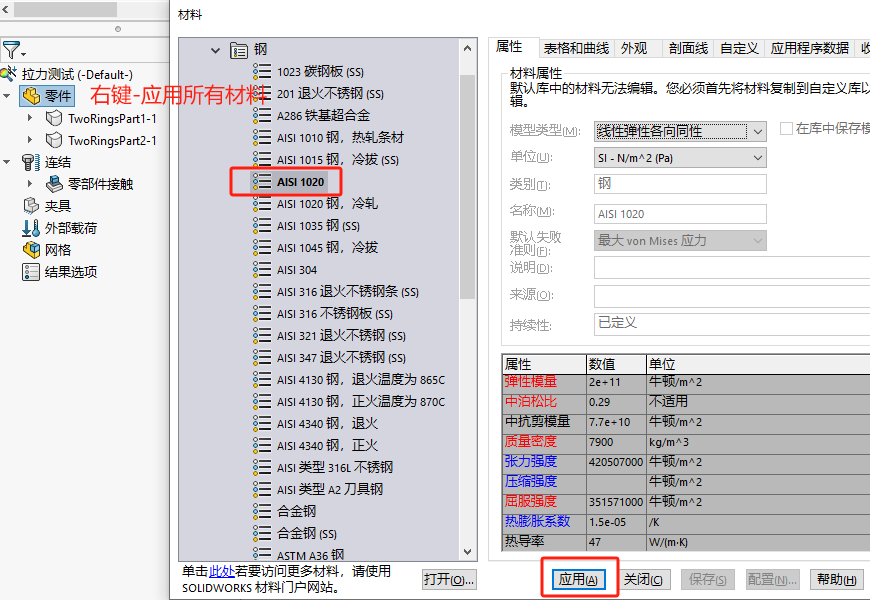 材料
拉力测试 (-Default-)
零件
右键-应用所有材料
TwoRingsPart1-1
TwoRingsPart2-1
连结
零部件接触
夹具
外部载荷
网格
结果选项
钢
1023 碳钢板 (SS)
201 退火不锈钢 (SS)
A286 铁基超合金
AISI 1010 钢，热轧条材
AISI 1015 钢，冷拔 (SS)
AISI 1020
AISI 1020 钢，冷轧
AISI 1035 钢 (SS)
AISI 1045 钢，冷拔
AISI 304
AISI 316 退火不锈钢条 (SS)
AISI 316 不锈钢板 (SS)
AISI 321 退火不锈钢 (SS)
AISI 347 退火不锈钢 (SS)
AISI 4130 钢，退火温度为 865C
AISI 4130 钢，正火温度为 870C
AISI 4340 钢，退火
AISI 4340 钢，正火
AISI 类型 316L 不锈钢
AISI 类型 A2 刀具钢
合金钢
合金钢 (SS)
ASTM A36 钢
单击此处若要访问更多材料，请使用
SOLIDWORKS 材料门户网站。
打开(O)...
属性 表格和曲线 外观 剖面线 自定义 应用程序数据
材料属性
默认库中的材料无法编辑。您必须首先将材料复制到自定义库以
辑。
模型类型(M): 线性弹性各向同性 在库中保存模
单位(U): SI - N/m^2 (Pa)
类别(T): 钢
名称(M): AISI 1020
默认失败
准则(F): 最大 von Mises 应力
说明(D):
来源(O):
持续性: 已定义
属性 数值 单位
弹性模量 2e+11 牛顿/m^2
中泊松比 0.29 不适用
中抗剪模量 7.7e+10 牛顿/m^2
质量密度 7900 kg/m^3
张力强度 420507000 牛顿/m^2
压缩强度 牛顿/m^2
屈服强度 351571000 牛顿/m^2
热膨胀系数 1.5e-05 /K
热导率 47 W/(m·K)
应用(A) 关闭(C) 保存(S) 配置(N)... 帮助(H)